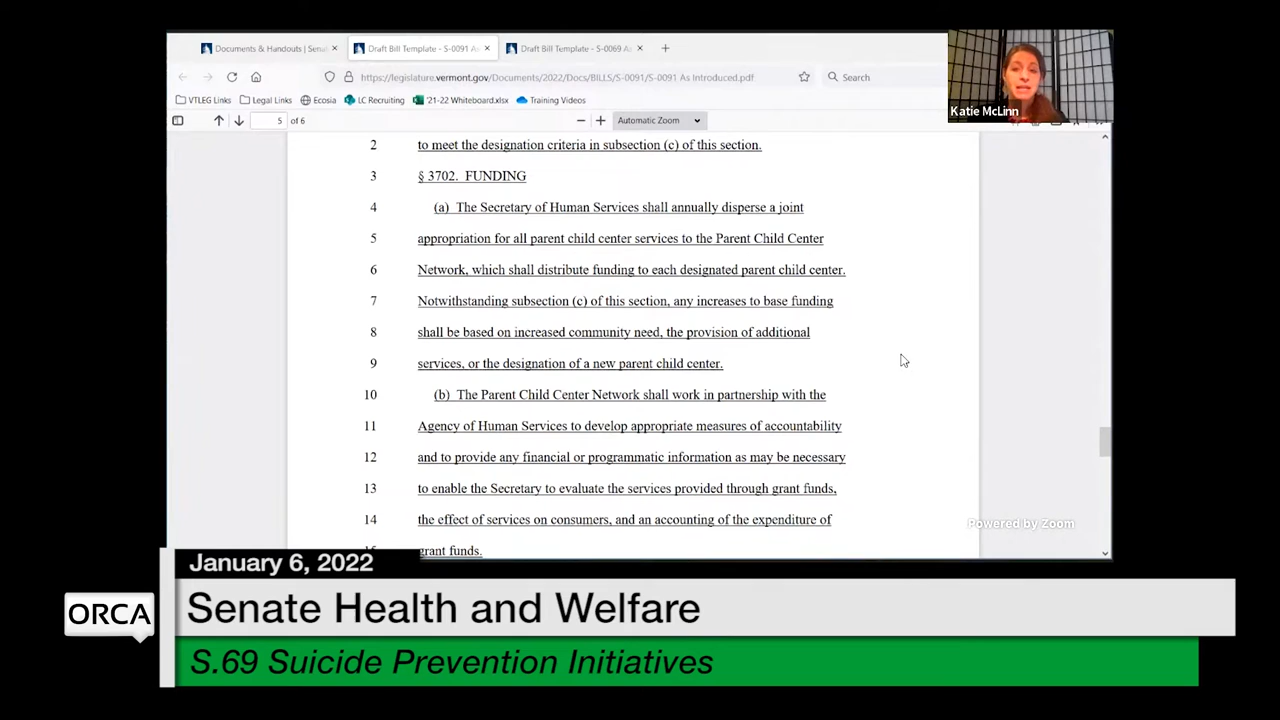 Documents & Handouts | Sena
Draft Bill Template - S-0091 A
Draft Bill Template - S-0069 As
https://legislature.vermont.gov/Documents/2022/Docs/BILLS/S-0091/S-0091 As Introduced.pdf
Search
VTLEG Links
Legal Links
Ecosia
LC Recruiting
'21-22 Whiteboard.xlsx
Training Videos
Katie McLinn
5 of 6
Automatic Zoom
2 to meet the designation criteria in subsection (c) of this section.
3 § 3702. FUNDING
4 (a) The Secretary of Human Services shall annually disperse a joint
5 appropriation for all parent child center services to the Parent Child Center
6 Network, which shall distribute funding to each designated parent child center.
7 Notwithstanding subsection (c) of this section, any increases to base funding
8 shall be based on increased community need, the provision of additional
9 services, or the designation of a new parent child center.
10 (b) The Parent Child Center Network shall work in partnership with the
11 Agency of Human Services to develop appropriate measures of accountability
12 and to provide any financial or programmatic information as may be necessary
13 to enable the Secretary to evaluate the services provided through grant funds,
14 the effect of services on consumers, and an accounting of the expenditure of
grant funds.
Powered by Zoom
January 6, 2022
ORCA
Senate Health and Welfare
S.69 Suicide Prevention Initiatives